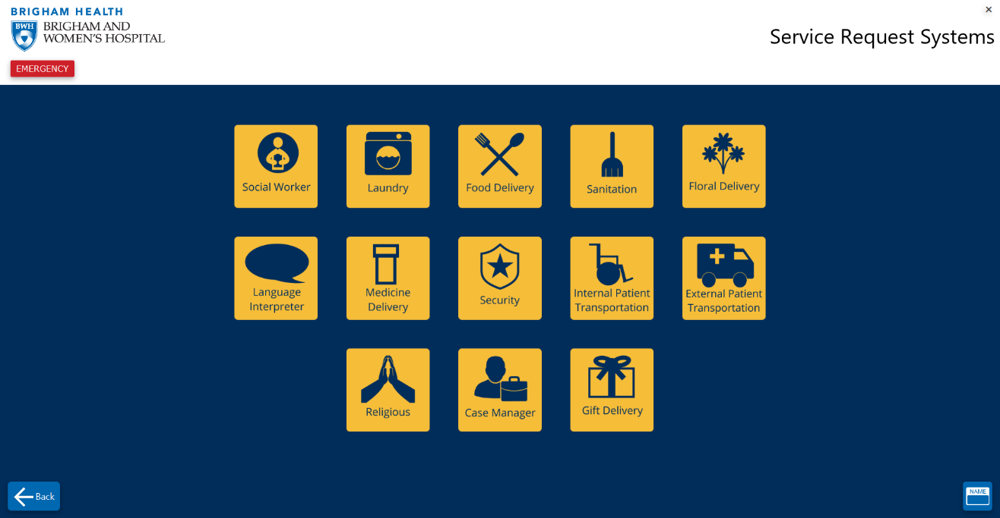 BRIGHAM HEALTH
BWH
BRIGHAM AND
WOMEN'S HOSPITAL
Service Request Systems
EMERGENCY
Social Worker
Laundry
Food Delivery
Sanitation
Floral Delivery
Language
Interpreter
Medicine
Delivery
Security
Internal Patient
Transportation
External Patient
Transportation
Religious
Case Manager
Gift Delivery
Back
NAME